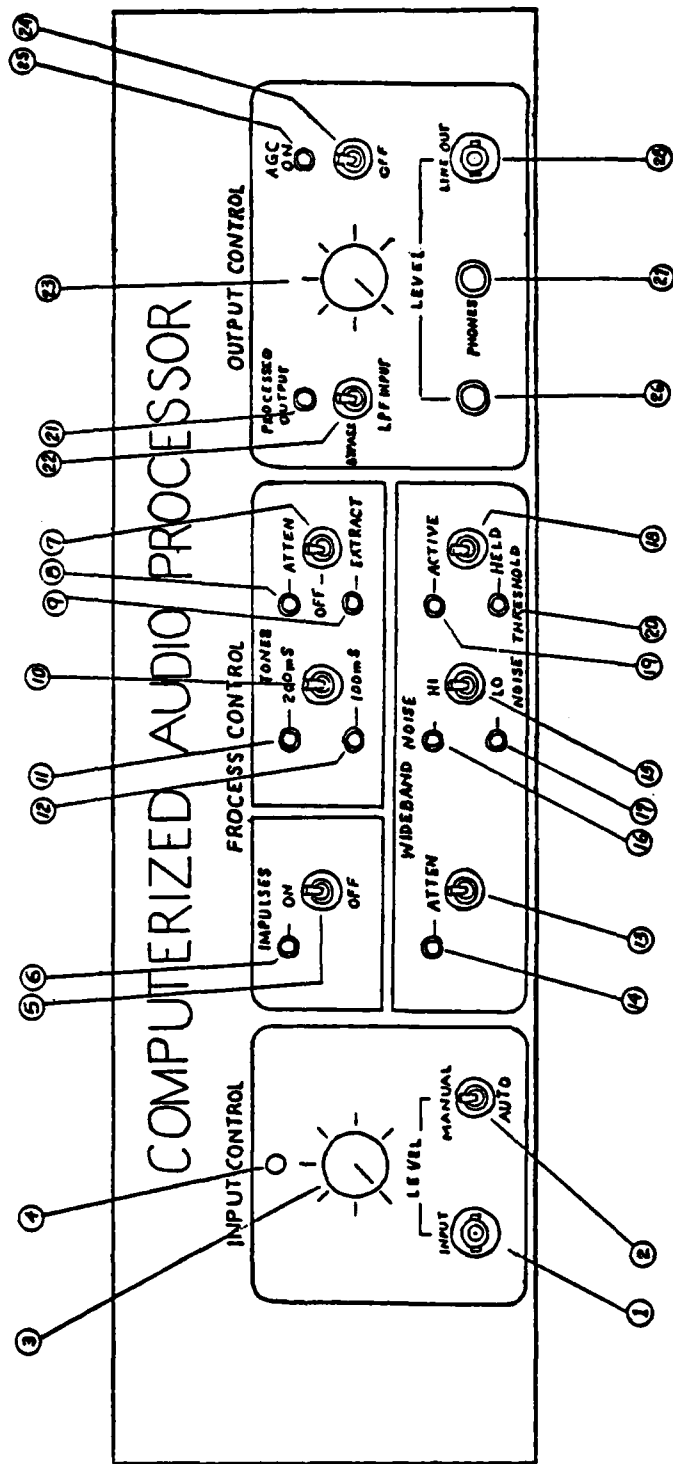 3 4 5 6 12 11 10 9 8 7 22 21 23 25 24
COMPUTERIZED AUDIO PROCESSOR
INPUT CONTROL
LEVEL
INPUT
MANUAL
AUTO
PROCESS CONTROL
IMPULSES
ON
OFF
TONES
200mS
100mS
ATTEN
OFF
EXTRACT
WIDEBAND NOISE
ATTEN
HI
LO
ACTIVE
HELD
NOISE THRESHOLD
OUTPUT CONTROL
PROCESSED
OUTPUT
BYPASS
LPF INPUT
AGC
ON
OFF
LEVEL
PHONES
LINE OUT
1 2 14 13 16 17 15 19 20 18 26 27 28